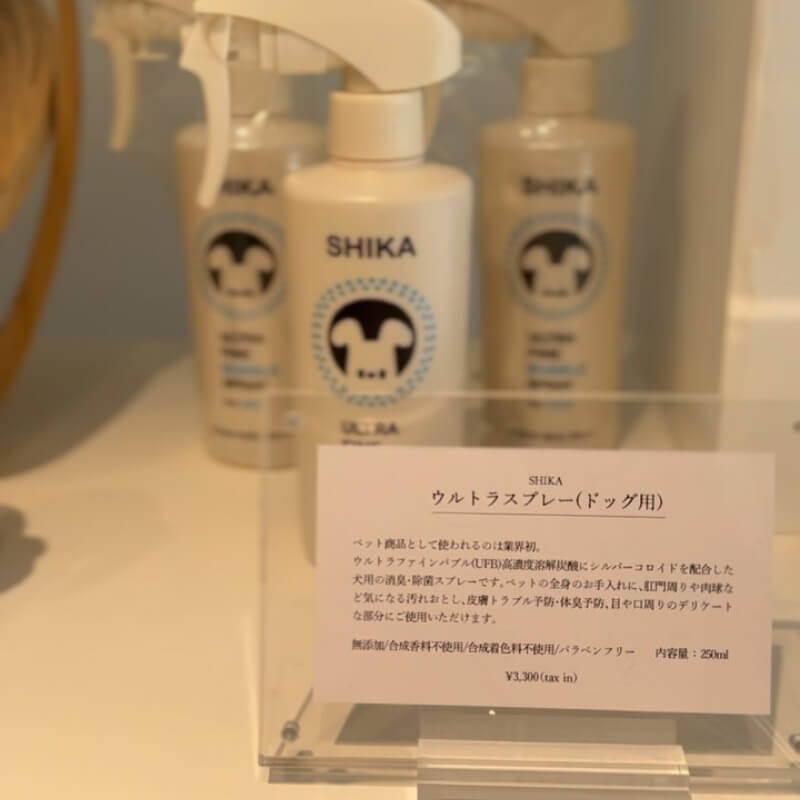 SHIKA
SHIKA
SHIKA
ULTRA
ULTRA
FINE
SPRAY
ULTRA
FINE
SPRAY
SHIKA
ウルトラスプレー(ドッグ用)
ペット商品として使われるのは業界初。
ウルトラファインバブル(UFB)高濃度溶解炭酸にシルバーコロイドを配合した
犬用の消臭・除菌スプレーです。ペットの全身のお手入れに、肛門周りや肉球な
ど気になる汚れおとし、皮膚トラブル予防・体臭予防、目や口周りのデリケート
な部分にご使用いただけます。
無添加/合成香料不使用/合成着色料不使用/パラベンフリー 内容量：250ml
¥3,300(tax in)